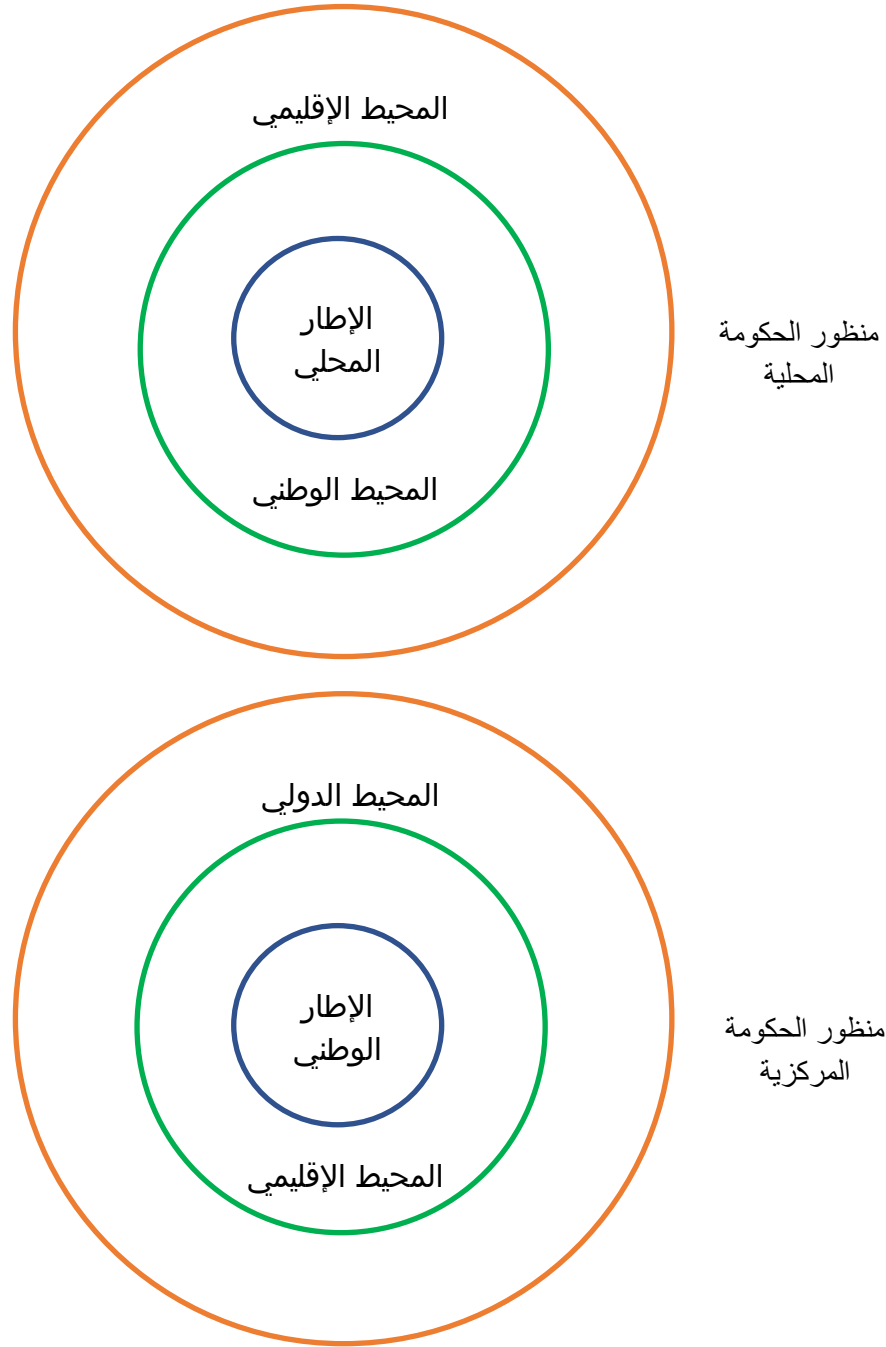 المحيط الإقليمي
الإطار
المحلي
منظور الحكومة
المحلية
المحيط الوطني
المحيط الدولي
الإطار
الوطني
منظور الحكومة
المركزية
المحيط الإقليمي